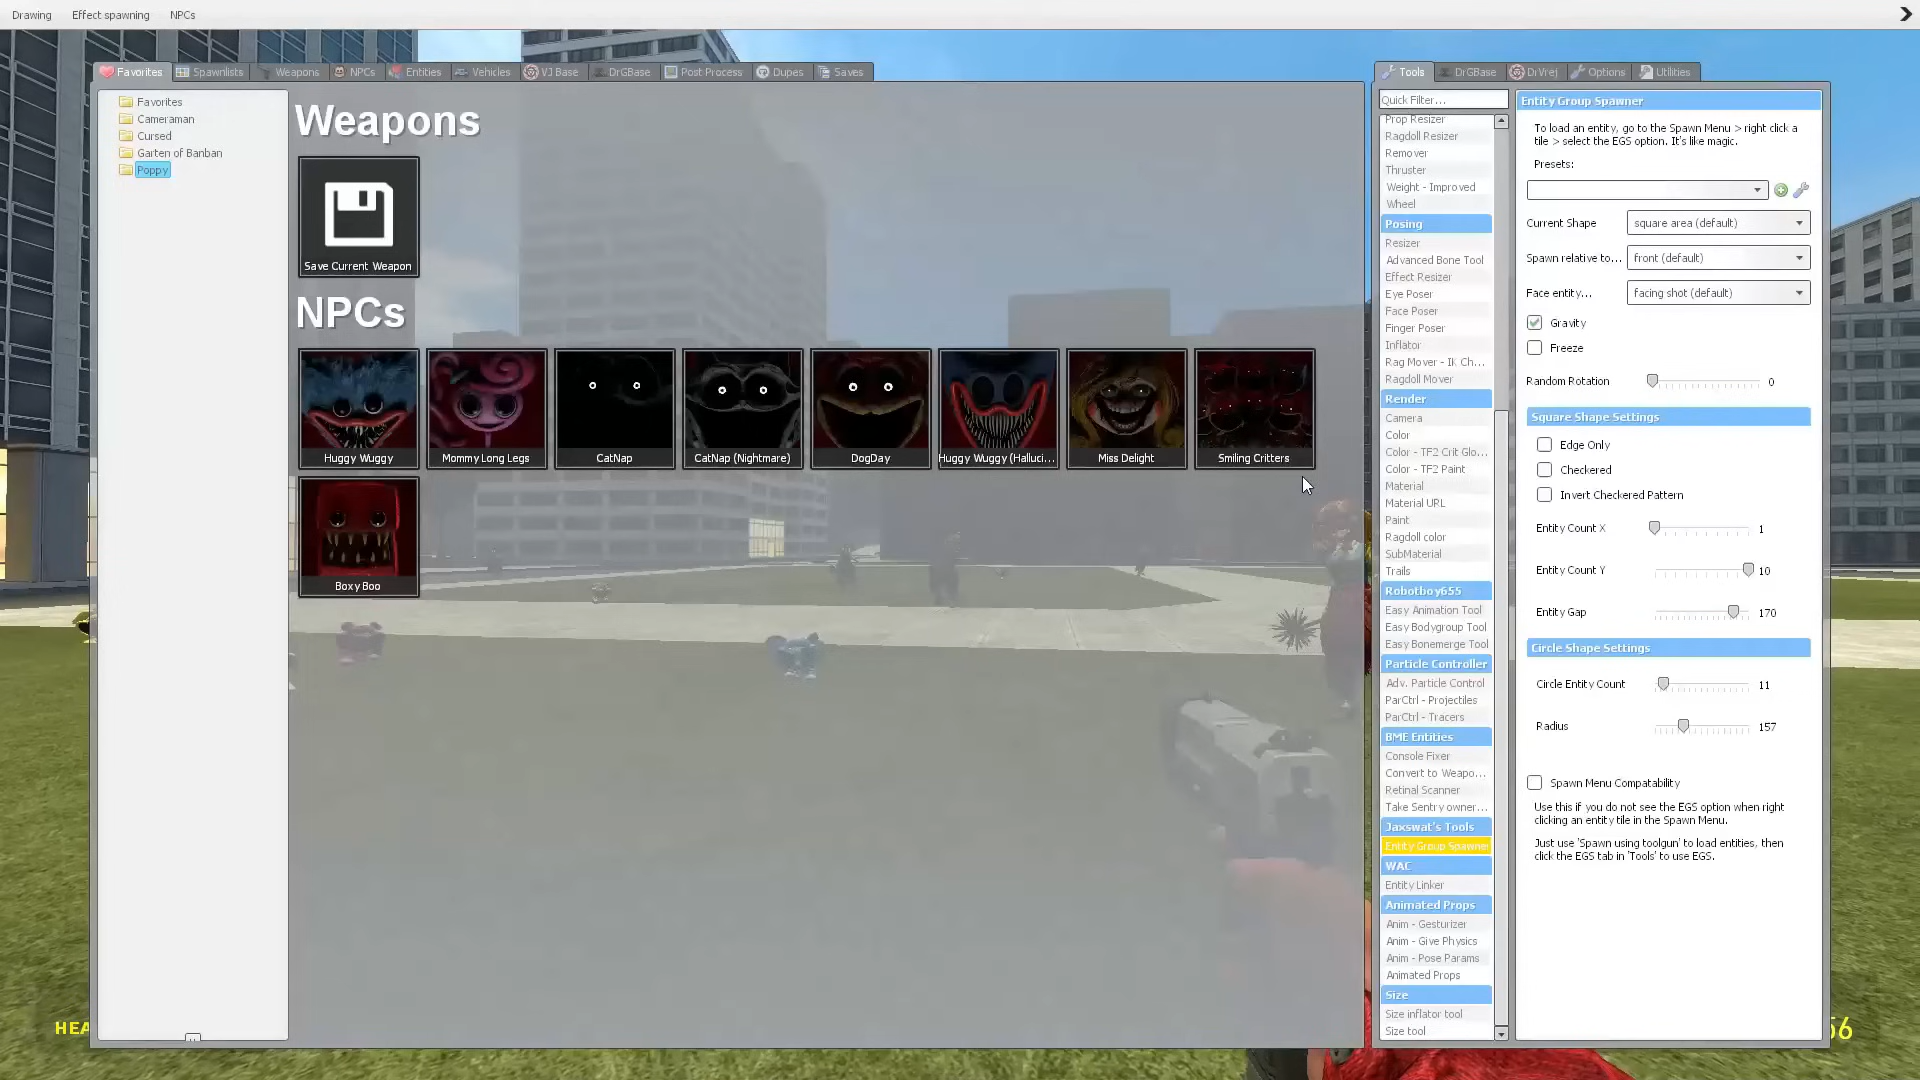 Drawing
Effect spawning
NPCs
Favorites
Spawnlists
Weapons
NPCs
Entities
Vehicles
VJ Base
DrGBase
Post Process
Dupes
Saves
Favorites
Cameraman
Cursed
Garten of Banban
Poppy
Weapons
Save Current Weapon
NPCs
Huggy Wuggy
Mommy Long Legs
CatNap
CatNap (Nightmare)
DogDay
Huggy Wuggy (Halluci...
Miss Delight
Smiling Critters
Boxy Boo
HEA
56
Tools
DrGBase
DrVrej
Options
Utilities
Quick Filter...
Prop Resizer
Ragdoll Resizer
Remover
Thruster
Weight - Improved
Wheel
Posing
Resizer
Advanced Bone Tool
Effect Resizer
Eye Poser
Face Poser
Finger Poser
Inflator
Rag Mover - IK Ch...
Ragdoll Mover
Render
Camera
Color
Color - TF2 Crit Glo...
Color - TF2 Paint
Material
Material URL
Paint
Ragdoll color
SubMaterial
Trails
Robotboy655
Easy Animation Tool
Easy Bodygroup Tool
Easy Bonemerge Tool
Particle Controller
Adv. Particle Control
ParCtrl - Projectiles
ParCtrl - Tracers
BME Entities
Console Fixer
Convert to Weapo...
Retinal Scanner
Take Sentry owner...
Jaxswat's Tools
Entity Group Spawner
WAC
Entity Linker
Animated Props
Anim - Gesturizer
Anim - Give Physics
Anim - Pose Params
Animated Props
Size
Size inflator tool
Size tool
Entity Group Spawner
To load an entity, go to the Spawn Menu > right click a
tile > select the EGS option. It's like magic.
Presets:
Current Shape square area (default)
Spawn relative to... front (default)
Face entity... facing shot (default)
Gravity
Freeze
Random Rotation 0
Square Shape Settings
Edge Only
Checkered
Invert Checkered Pattern
Entity Count X 1
Entity Count Y 10
Entity Gap 170
Circle Shape Settings
Circle Entity Count 11
Radius 157
Spawn Menu Compatability
Use this if you do not see the EGS option when right
clicking an entity tile in the Spawn Menu.
Just use 'Spawn using toolgun' to load entities, then
click the EGS tab in 'Tools' to use EGS.